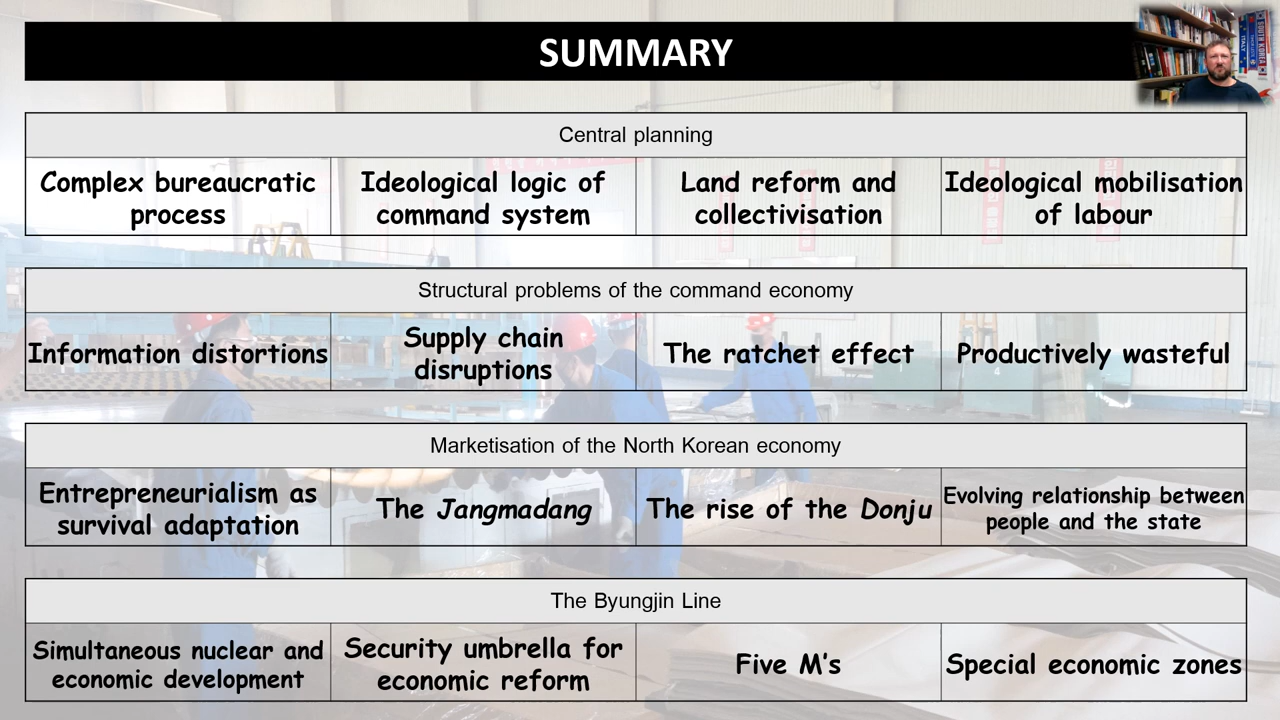 SUMMARY
SOUTH KOREA
ITALY
Central planning
Complex bureaucratic
process
Ideological logic of
command system
Land reform and
collectivisation
Ideological mobilisation
of labour
Structural problems of the command economy
Information distortions
Supply chain
disruptions
The ratchet effect
Productively wasteful
Marketisation of the North Korean economy
Entrepreneurialism as
survival adaptation
The Jangmadang
The rise of the Donju
Evolving relationship between
people and the state
The Byungjin Line
Simultaneous nuclear and
economic development
Security umbrella for
economic reform
Five M's
Special economic zones